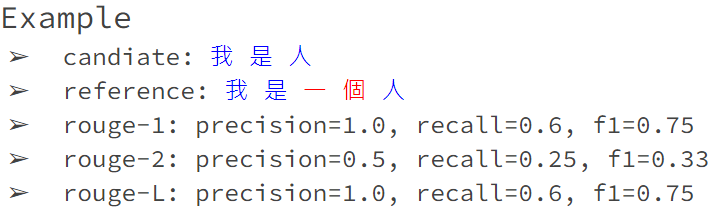 Example
➢ candiate: 我 是 人
➢ reference: 我 是 一 個 人
➢ rouge-1: precision=1.0, recall=0.6, f1=0.75
➢ rouge-2: precision=0.5, recall=0.25, f1=0.33
➢ rouge-L: precision=1.0, recall=0.6, f1=0.75